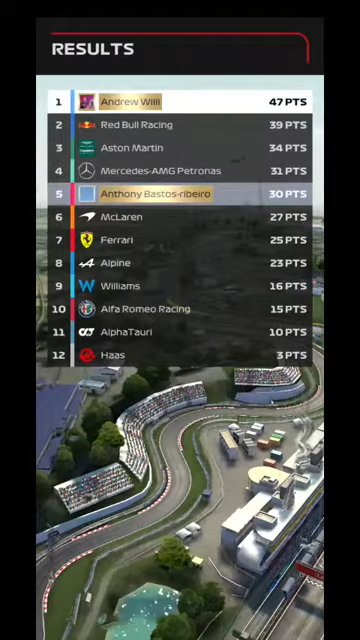 RESULTS
1 Andrew Willi 47 PTS
2 Red Bull Racing 39 PTS
3 Aston Martin 34 PTS
4 Mercedes-AMG Petronas 31 PTS
5 Anthony Bastos-ribeiro 30 PTS
6 McLaren 27 PTS
7 Ferrari 25 PTS
8 Alpine 23 PTS
9 Williams 16 PTS
10 Alfa Romeo Racing 15 PTS
11 AlphaTauri 10 PTS
12 Haas 3 PTS